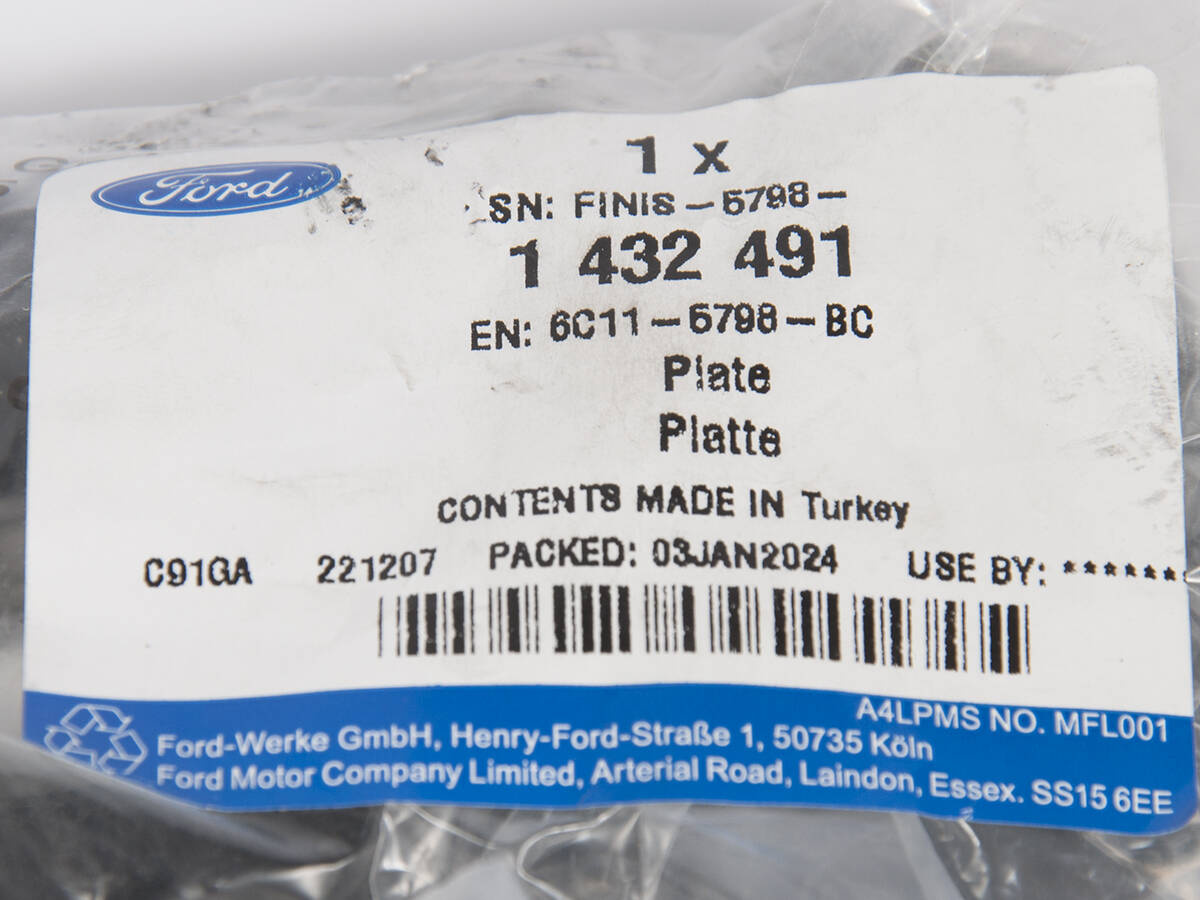 Ford
1 x
SN: FINIS-5798-
1 432 491
EN: 6C11-5798-BC
Plate
Platte
CONTENTS MADE IN Turkey
C91GA 221207 PACKED: 03JAN2024 USE BY: ******
A4LPMS NO. MFL001
Ford-Werke GmbH, Henry-Ford-Straße 1, 50735 Köln
Ford Motor Company Limited, Arterial Road, Laindon, Essex. SS15 6EE